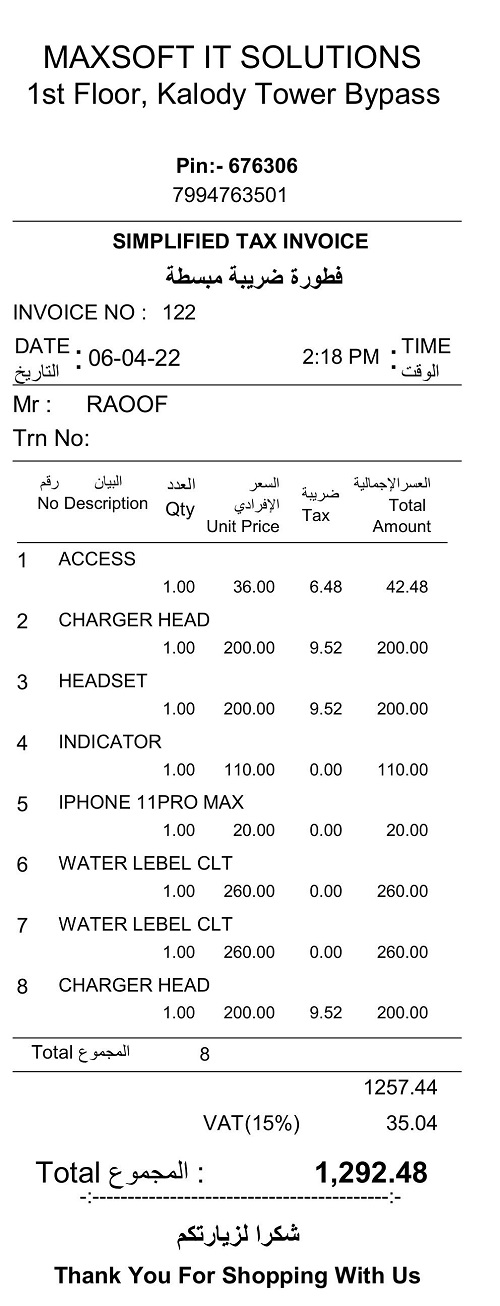 MAXSOFT IT SOLUTIONS
1st Floor, Kalody Tower Bypass
Pin:- 676306
7994763501
SIMPLIFIED TAX INVOICE
فطورة ضريبة مبسطة
INVOICE NO : 122
DATE : 06-04-22 2:18 PM : TIME
التاريخ الوقت
Mr : RAOOF
Trn No:
رقم البيان العدد السعر الإفرادي ضريبة العسرالإجمالية
No Description Qty Unit Price Tax Total Amount
1 ACCESS
1.00 36.00 6.48 42.48
2 CHARGER HEAD
1.00 200.00 9.52 200.00
3 HEADSET
1.00 200.00 9.52 200.00
4 INDICATOR
1.00 110.00 0.00 110.00
5 IPHONE 11PRO MAX
1.00 20.00 0.00 20.00
6 WATER LEBEL CLT
1.00 260.00 0.00 260.00
7 WATER LEBEL CLT
1.00 260.00 0.00 260.00
8 CHARGER HEAD
1.00 200.00 9.52 200.00
Total المجموع 8
1257.44
VAT(15%) 35.04
Total المجموع : 1,292.48
-:------------------------------------------:-
شكرا لزيارتكم
Thank You For Shopping With Us